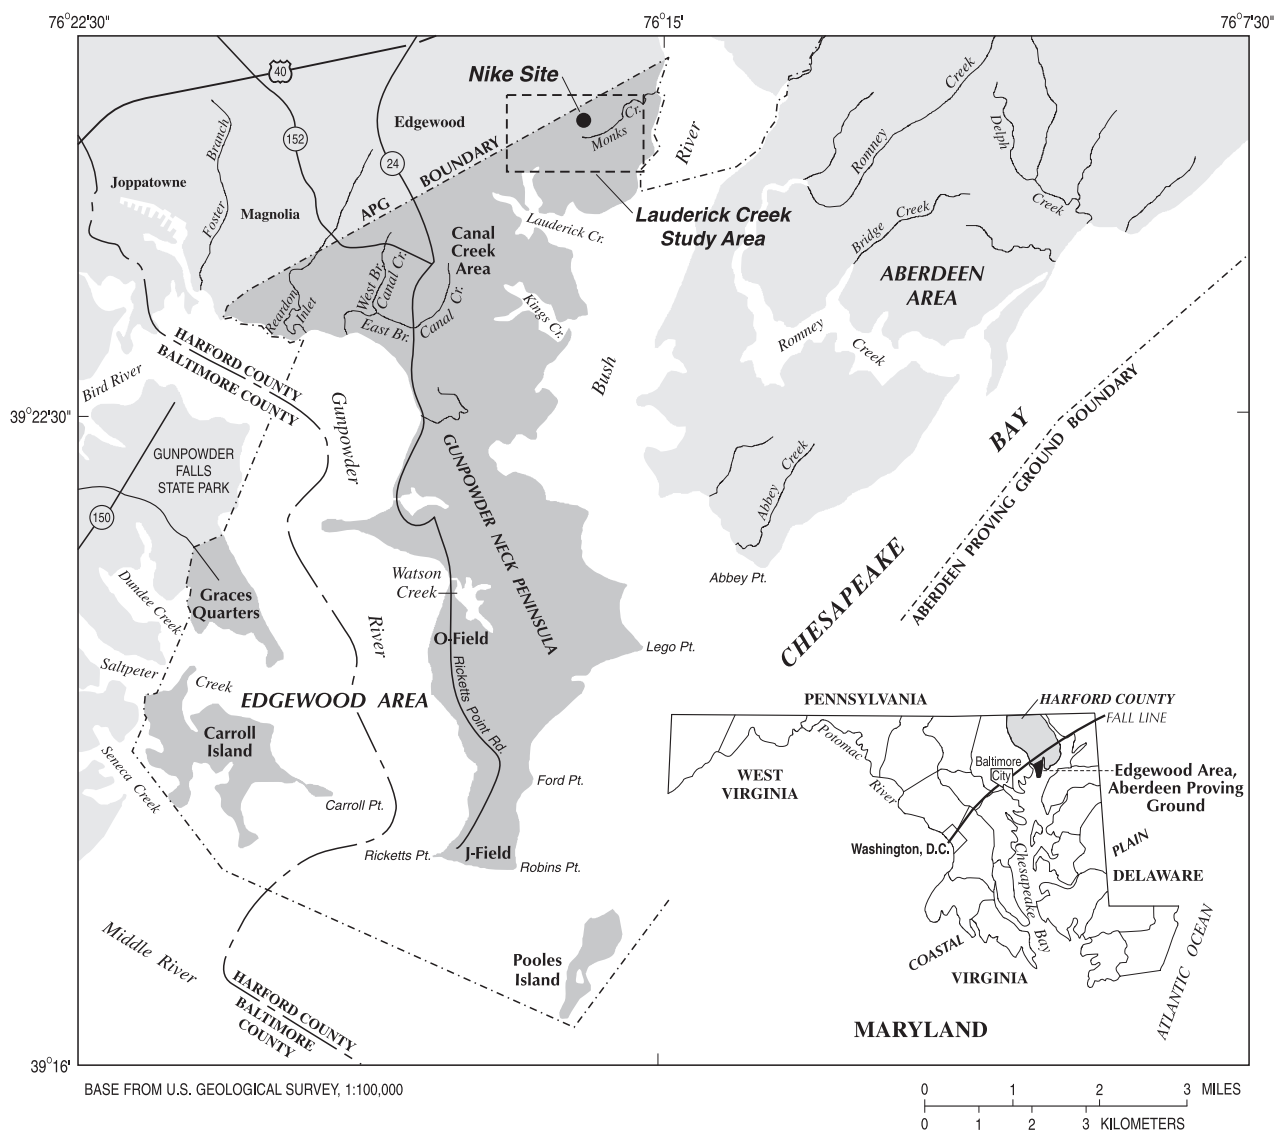 76°22'30"
76°15'
76°7'30"
40
Nike Site
Creek
Cr.
Monks
Branch
152
Edgewood
River
Romney
Delph
24
BOUNDARY
Joppatowne
APG
Foster
Magnolia
Creek
Lauderick Creek
Study Area
Lauderick Cr.
Canal
Creek
Area
Bridge
Creek
West Br.
Canal Cr.
ABERDEEN
AREA
Reardon
Inlet
East Br.
Canal
Cr.
Kings Cr.
Romney
Creek
HARFORD COUNTY
BALTIMORE COUNTY
Bird River
Bush
39°22'30"
Gunpowder
BAY
ABERDEEN PROVING GROUND BOUNDARY
GUNPOWDER
FALLS
STATE PARK
GUNPOWDER NECK PENINSULA
Abbey
Creek
150
CHESAPEAKE
Watson
Creek
Abbey Pt.
Dundee Creek
Graces
Quarters
River
O-Field
Lego Pt.
Saltpeter
Creek
Ricketts Point Rd.
EDGEWOOD AREA
Carroll
Island
Seneca Creek
Carroll Pt.
Ford Pt.
Ricketts Pt.
J-Field
Robins Pt.
Middle River
Pooles
Island
HARFORD COUNTY
BALTIMORE
COUNTY
PENNSYLVANIA
HARFORD COUNTY
FALL LINE
Potomac
River
Baltimore
City
WEST
VIRGINIA
Edgewood Area,
Aberdeen Proving
Ground
Washington, D.C.
PLAIN
Chesapeake
Bay
DELAWARE
COASTAL
VIRGINIA
ATLANTIC OCEAN
MARYLAND
39°16'
BASE FROM U.S. GEOLOGICAL SURVEY, 1:100,000
0 1 2 3 MILES
0 1 2 3 KILOMETERS